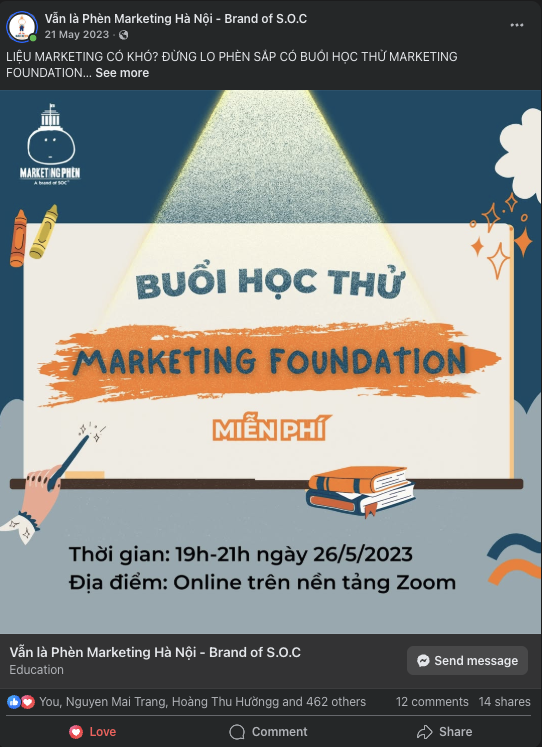 Vẫn là Phèn Marketing Hà Nội - Brand of S.O.C
21 May 2023 ·
LIỆU MARKETING CÓ KHÓ? ĐỪNG LO PHÈN SẮP CÓ BUỔI HỌC THỬ MARKETING
FOUNDATION... See more
MARKETING PHÈN
A brand of SOC
BUỔI HỌC THỬ
MARKETING FOUNDATION
MIỄN PHÍ
Thời gian: 19h-21h ngày 26/5/2023
Địa điểm: Online trên nền tảng Zoom
Vẫn là Phèn Marketing Hà Nội - Brand of S.O.C
Education
Send message
You, Nguyen Mai Trang, Hoàng Thu Hườngg and 462 others
12 comments 14 shares
Love Comment Share